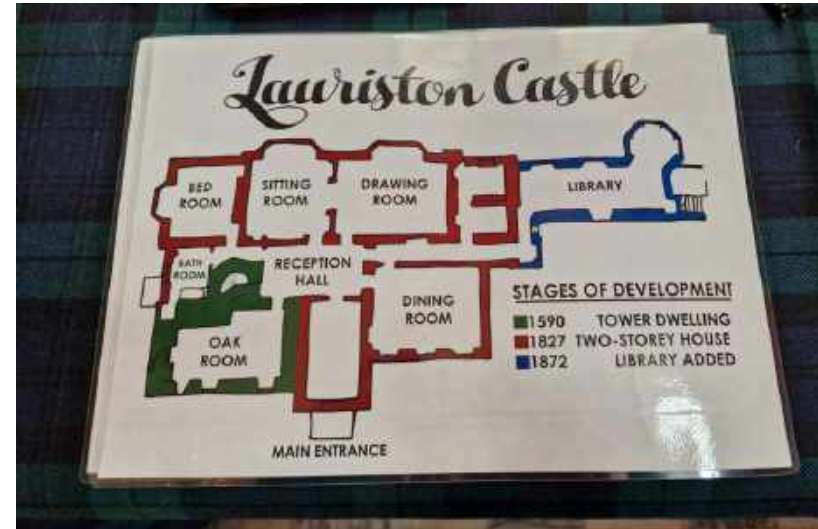 Lauriston Castle
BED
ROOM
SITTING
ROOM
DRAWING
ROOM
LIBRARY
BATH
ROOM
RECEPTION
HALL
DINING
ROOM
OAK
ROOM
STAGES OF DEVELOPMENT
1590 TOWER DWELLING
1827 TWO-STOREY HOUSE
1872 LIBRARY ADDED
MAIN ENTRANCE